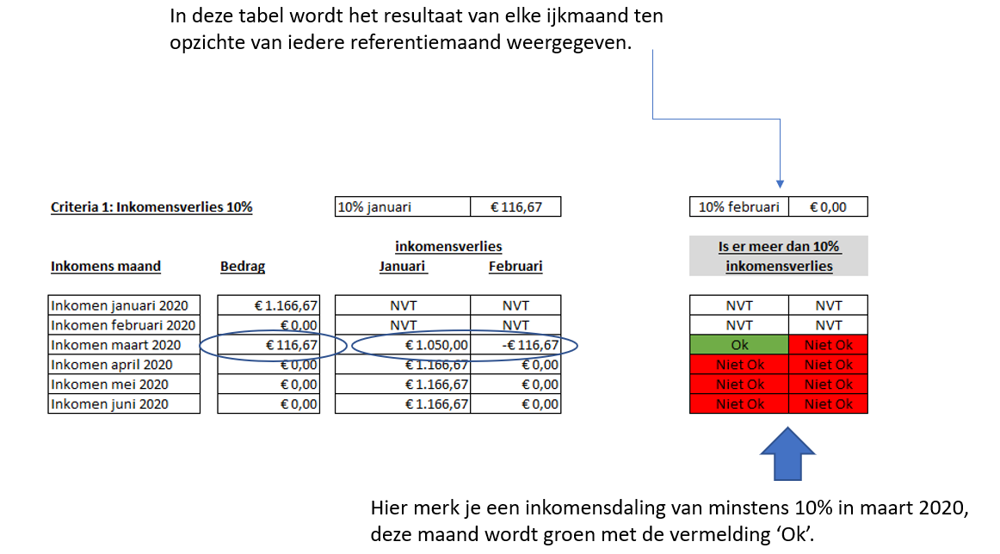 In deze tabel wordt het resultaat van elke ijkmaand ten
opzichte van iedere referentiemaand weergegeven.
Criteria 1: Inkomensverlies 10% 10% januari € 116,67 10% februari € 0,00
inkomensverlies Is er meer dan 10%
Inkomens maand Bedrag Januari Februari inkomensverlies
Inkomen januari 2020 € 1.166,67 NVT NVT NVT NVT
Inkomen februari 2020 € 0,00 NVT NVT NVT NVT
Inkomen maart 2020 € 116,67 € 1.050,00 -€ 116,67 Ok Niet Ok
Inkomen april 2020 € 0,00 € 1.166,67 € 0,00 Niet Ok Niet Ok
Inkomen mei 2020 € 0,00 € 1.166,67 € 0,00 Niet Ok Niet Ok
Inkomen juni 2020 € 0,00 € 1.166,67 € 0,00 Niet Ok Niet Ok
Hier merk je een inkomensdaling van minstens 10% in maart 2020,
deze maand wordt groen met de vermelding ‘Ok’.